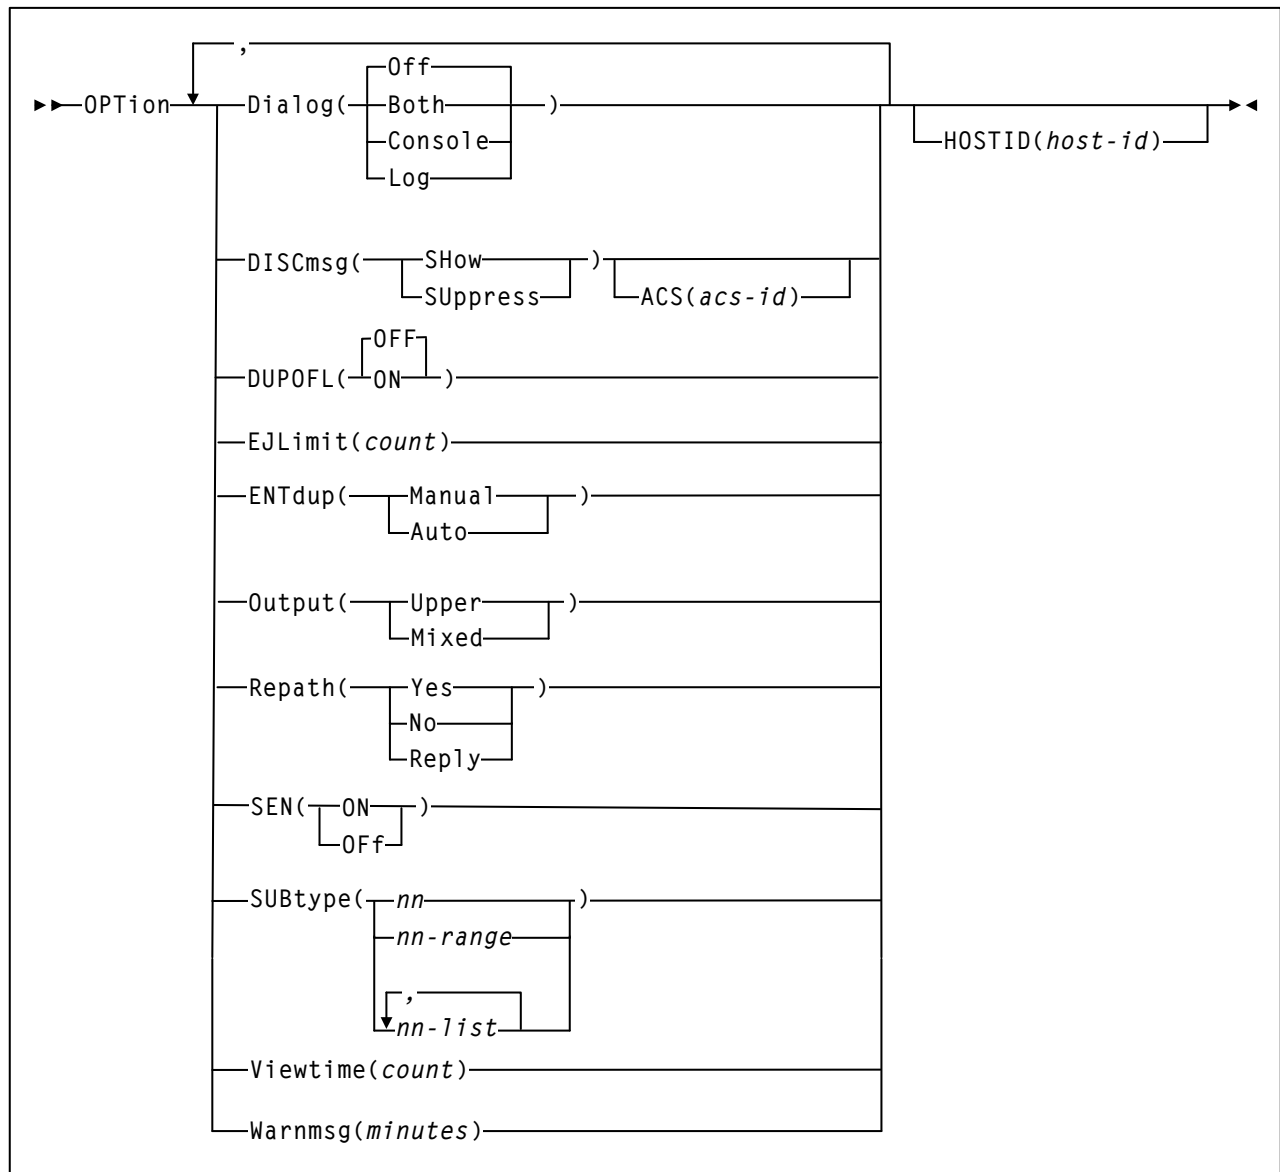 ,
Off
OPTion Dialog( Both )
Console HOSTID(host-id)
Log
DISCmsg( SHow )
SUppress ACS(acs-id)
OFF
DUPOFL( ON )
EJLimit(count)
ENTdup( Manual )
Auto
Output( Upper )
Mixed
Repath( Yes )
No
Reply
SEN( ON )
OFf
SUBtype( nn )
nn-range
,
nn-list
Viewtime(count)
Warnmsg(minutes)